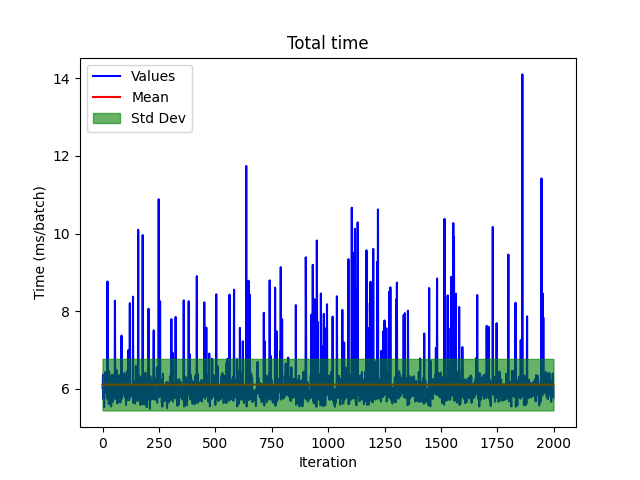 Total time
Values
Mean
Std Dev
14
12
10
8
6
Time (ms/batch)
0 250 500 750 1000 1250 1500 1750 2000
Iteration